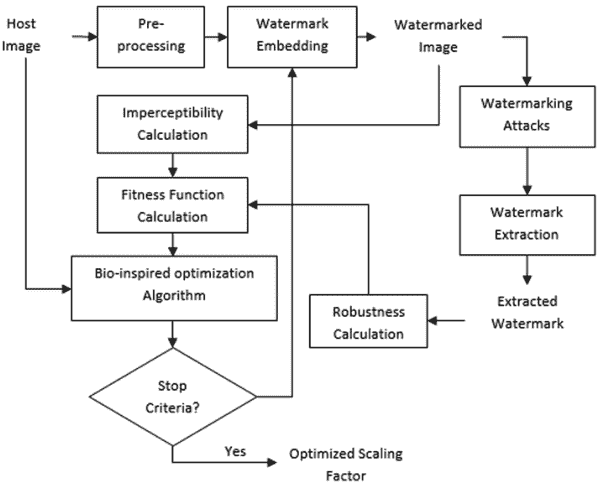 Host
Image
Pre-
processing
Watermark
Embedding
Watermarked
Image
Imperceptibility
Calculation
Watermarking
Attacks
Fitness Function
Calculation
Watermark
Extraction
Bio-inspired optimization
Algorithm
Robustness
Calculation
Extracted
Watermark
Stop
Criteria?
Yes
Optimized Scaling
Factor